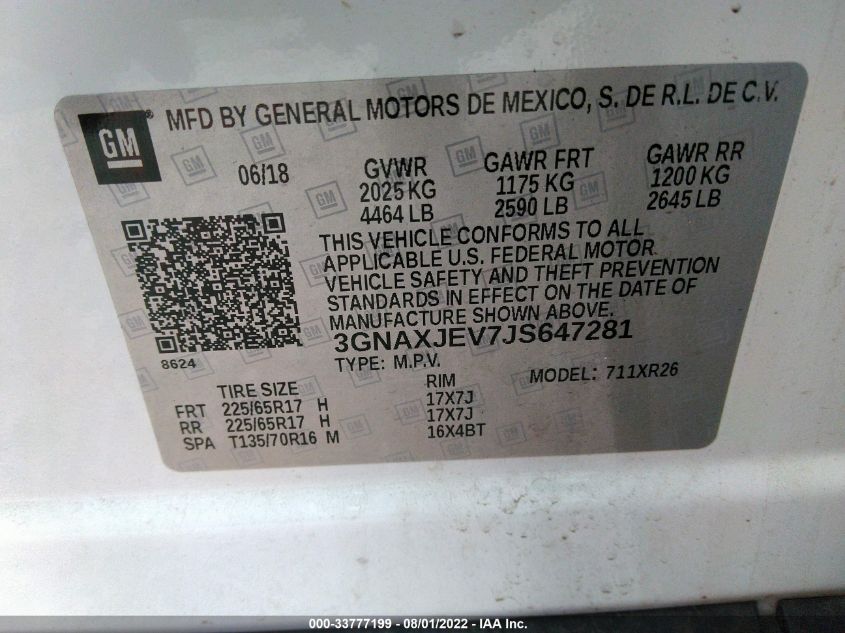 GM ® MFD BY GENERAL MOTORS DE MEXICO, S. DE R.L. DE C.V.
06/18 GVWR GAWR FRT GAWR RR
2025 KG 1175 KG 1200 KG
4464 LB 2590 LB 2645 LB
THIS VEHICLE CONFORMS TO ALL
APPLICABLE U.S. FEDERAL MOTOR
VEHICLE SAFETY AND THEFT PREVENTION
STANDARDS IN EFFECT ON THE DATE OF
MANUFACTURE SHOWN ABOVE.
3GNAXJEV7JS647281
8624
TYPE: M.P.V. MODEL: 711XR26
TIRE SIZE RIM
FRT 225/65R17 H 17X7J
RR 225/65R17 H 17X7J
SPA T135/70R16 M 16X4BT
000-33777199 - 08/01/2022 - IAA Inc.